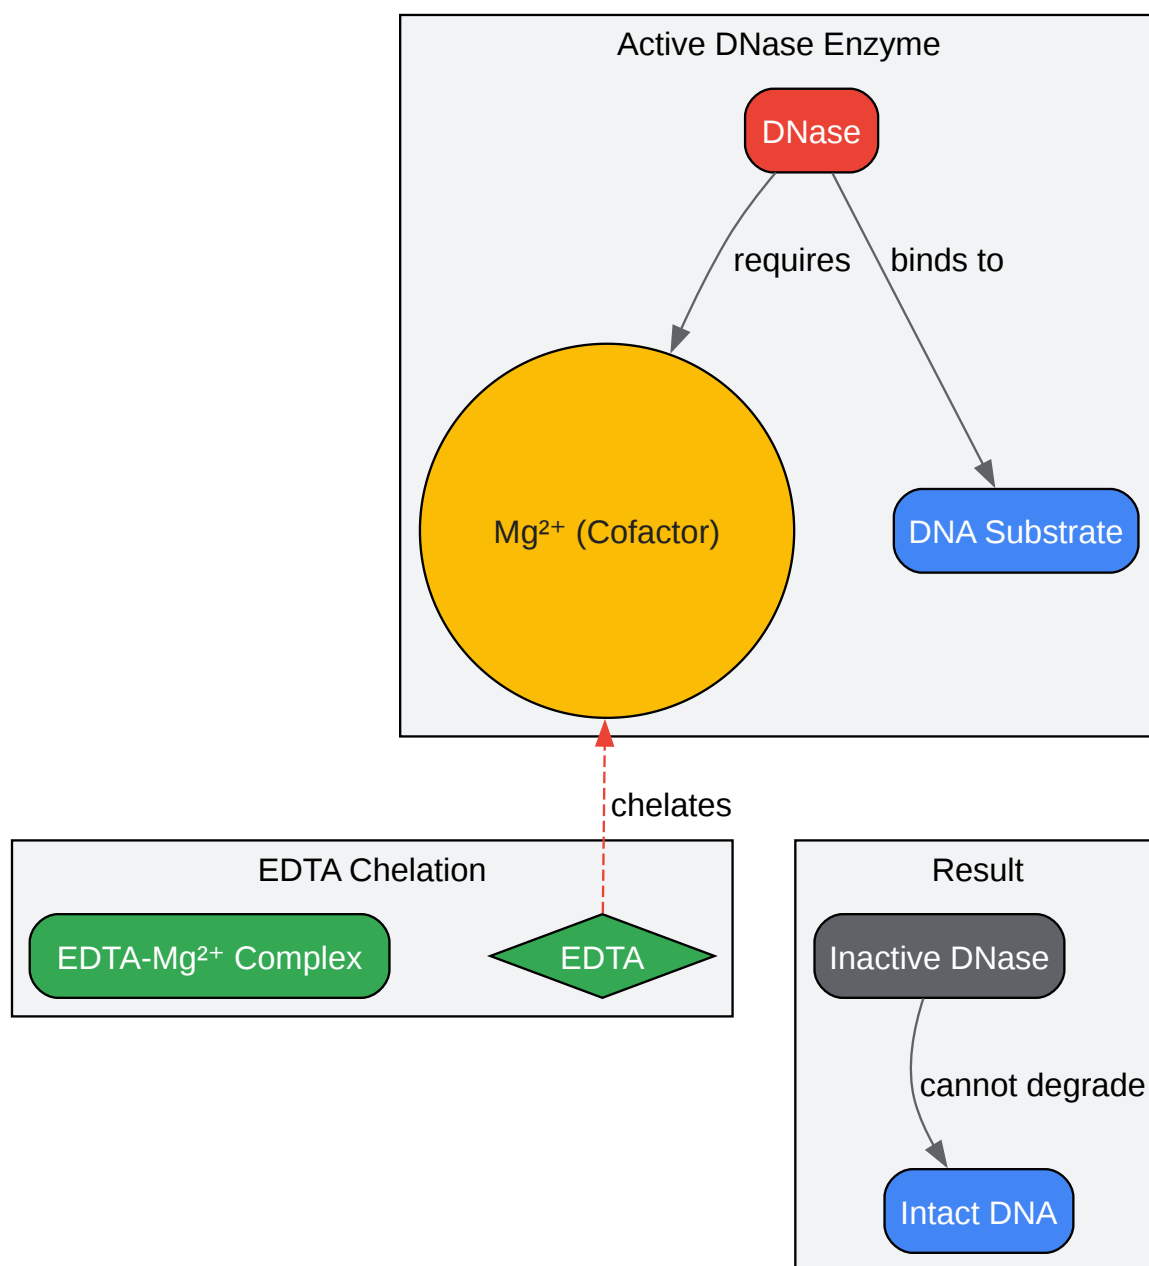 Active DNase Enzyme
DNase
requires
binds to
Mg²⁺ (Cofactor)
DNA Substrate
chelates
EDTA Chelation
EDTA-Mg²⁺ Complex
EDTA
Result
Inactive DNase
cannot degrade
Intact DNA